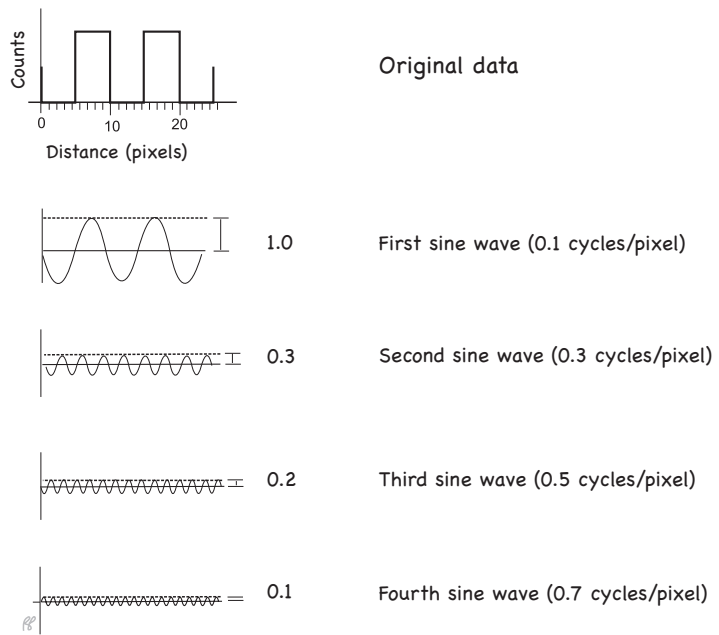 Counts
Original data
0 10 20
Distance (pixels)
1.0 First sine wave (0.1 cycles/pixel)
0.3 Second sine wave (0.3 cycles/pixel)
0.2 Third sine wave (0.5 cycles/pixel)
0.1 Fourth sine wave (0.7 cycles/pixel)